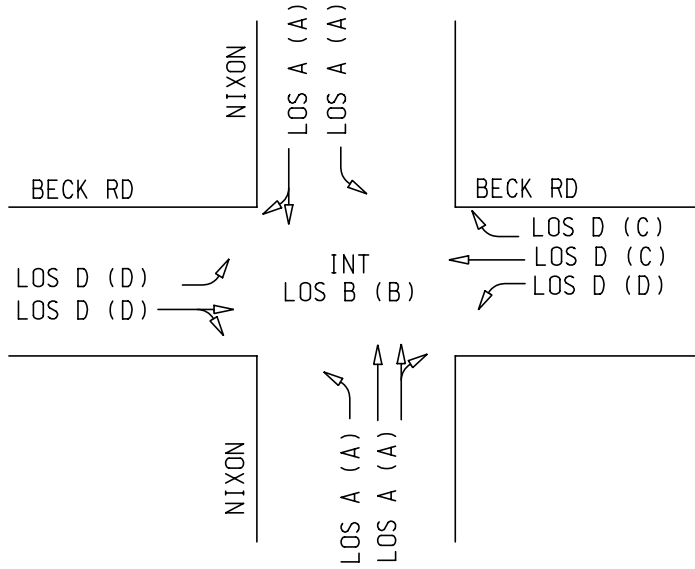 NIXON
LOS A (A)
LOS A (A)
BECK RD
BECK RD
LOS D (C)
LOS D (C)
LOS D (D)
LOS D (D)
LOS D (D)
INT
LOS B (B)
NIXON
LOS A (A)
LOS A (A)